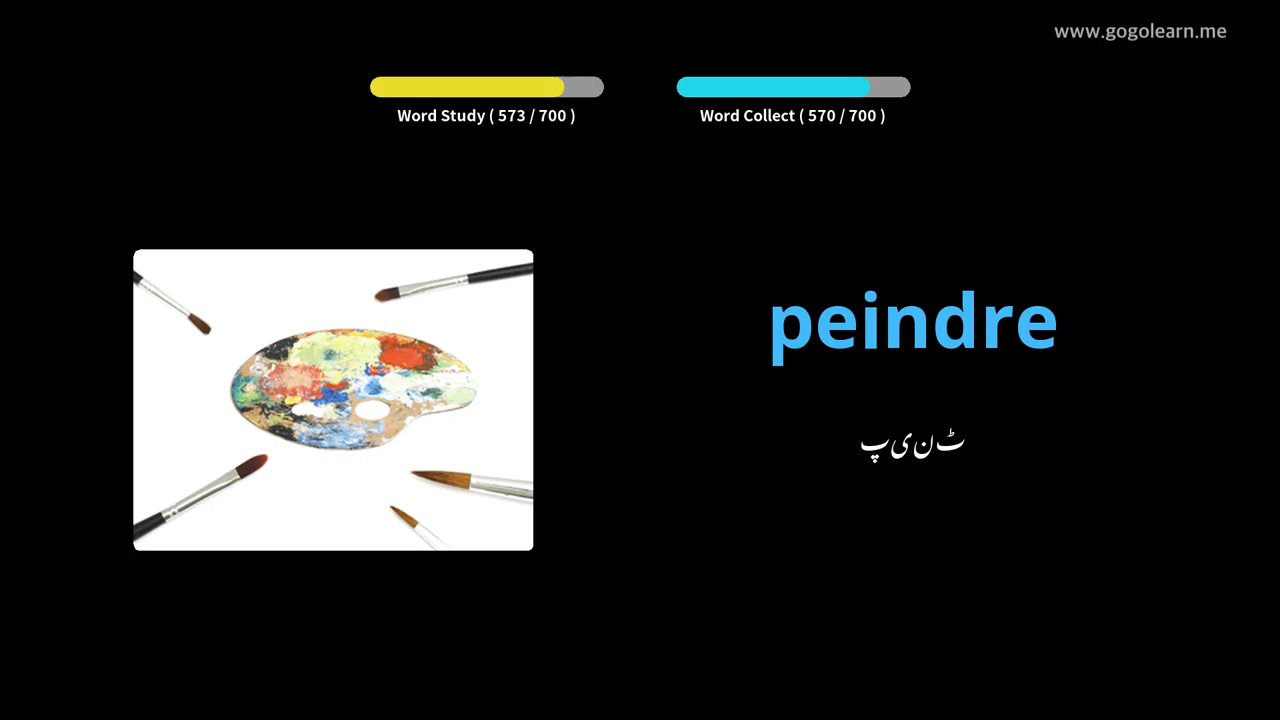 www.gogolearn.me
Word Study ( 573 / 700 )
Word Collect ( 570 / 700 )
peindre
پینٹ